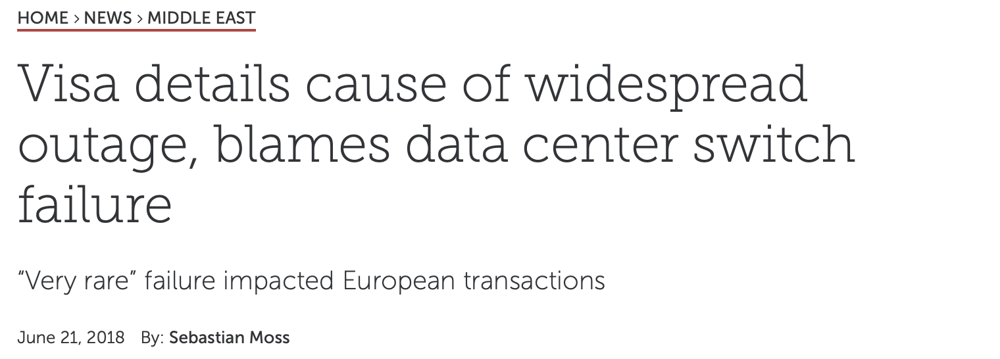 HOME › NEWS › MIDDLE EAST
Visa details cause of widespread
outage, blames data center switch
failure
“Very rare” failure impacted European transactions
June 21, 2018 By: Sebastian Moss